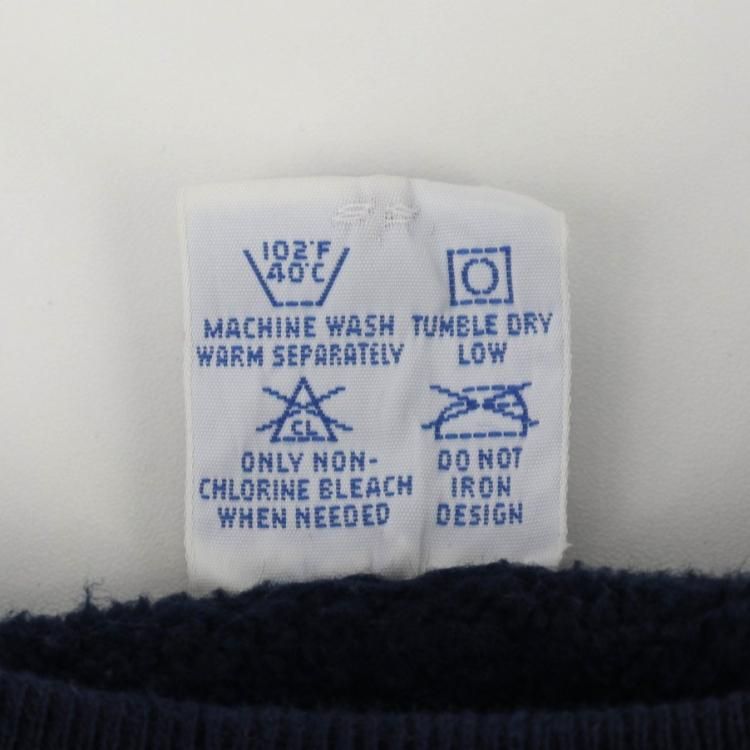 102°F
40°C
MACHINE WASH
WARM SEPARATELY
TUMBLE DRY
LOW
CL
ONLY NON-
CHLORINE BLEACH
WHEN NEEDED
DO NOT
IRON
DESIGN